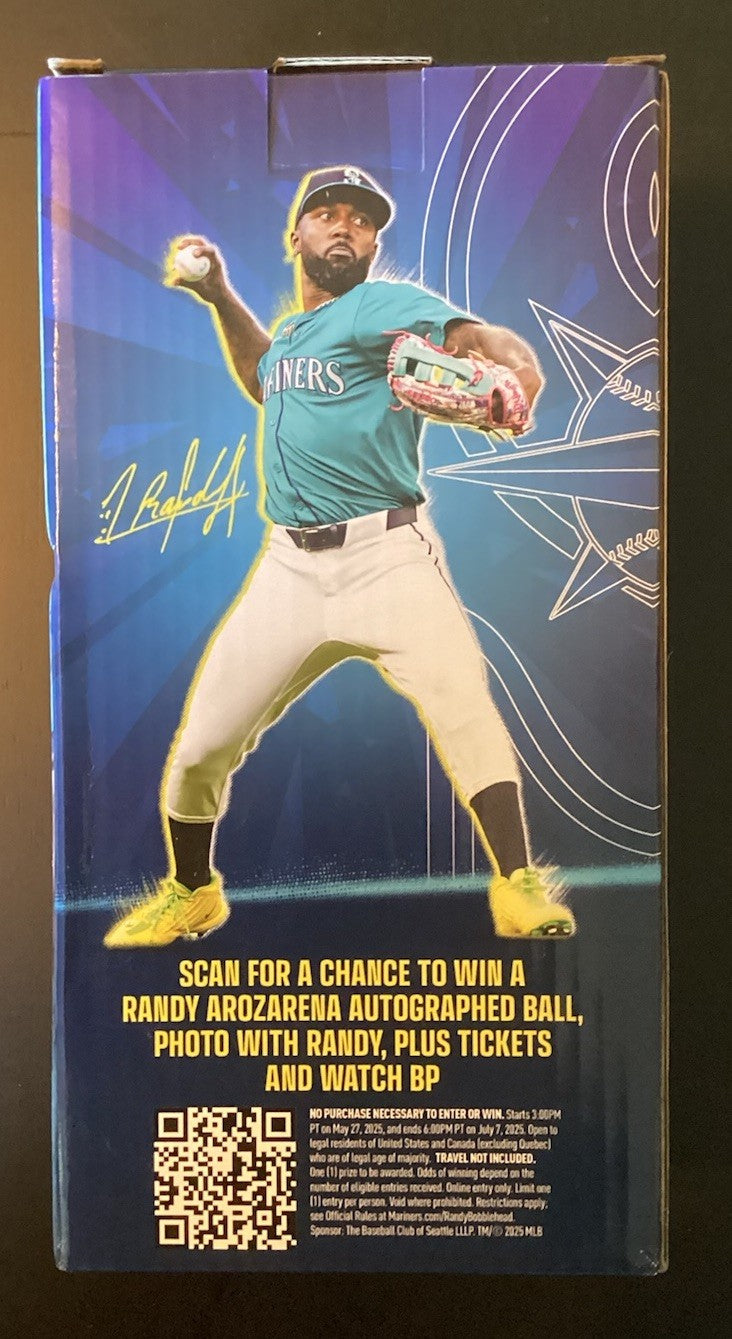 S
INERS
Randy A
SCAN FOR A CHANCE TO WIN A
RANDY AROZARENA AUTOGRAPHED BALL,
PHOTO WITH RANDY, PLUS TICKETS
AND WATCH BP
NO PURCHASE NECESSARY TO ENTER OR WIN. Starts 3:00PM
PT on May 27, 2025, and ends 6:00PM PT on July 7, 2025. Open to
legal residents of United States and Canada (excluding Quebec)
who are of legal age of majority. TRAVEL NOT INCLUDED.
One (1) prize to be awarded. Odds of winning depend on the
number of eligible entries received. Online entry only. Limit one
(1) entry per person. Void where prohibited. Restrictions apply;
see Official Rules at Mariners.com/RandyBobblehead.
Sponsor: The Baseball Club of Seattle LLLP. TM/© 2025 MLB